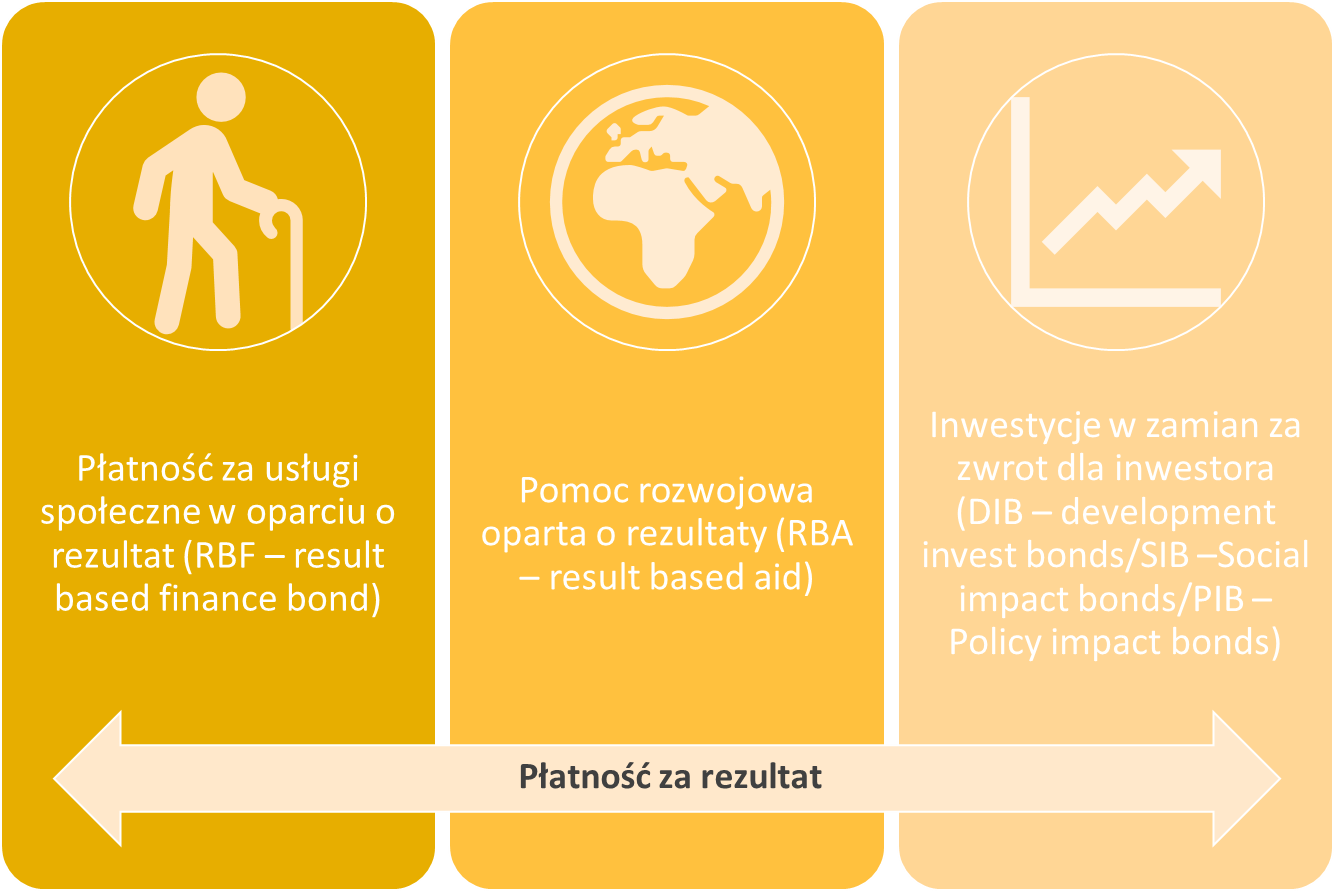 Płatność za usługi
społeczne w oparciu o
rezultat (RBF – result
based finance bond)
Pomoc rozwojowa
oparta o rezultaty (RBA
– result based aid)
Inwestycje w zamian za
zwrot dla inwestora
(DIB – development
invest bonds/SIB –Social
impact bonds/PIB –
Policy impact bonds)
Płatność za rezultat